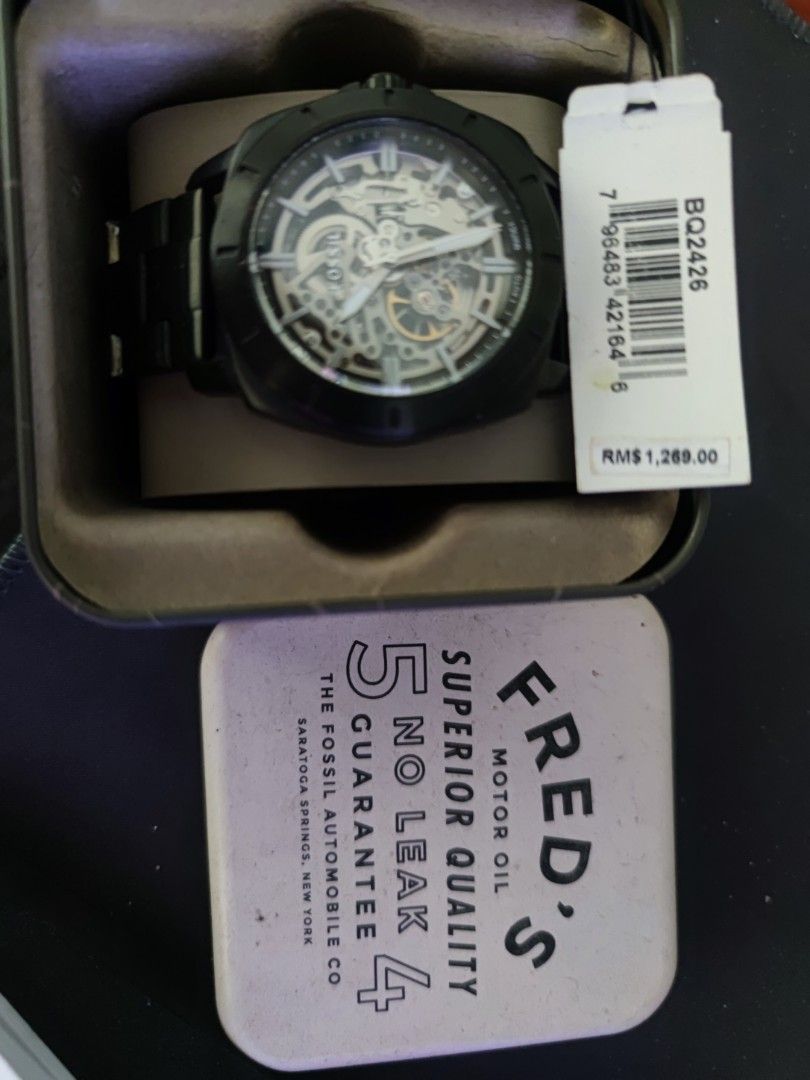 FOSSIL
BQ2426
7 96483 42164 6
RM$ 1,269.00
FRED'S
MOTOR OIL
SUPERIOR QUALITY
5 NO LEAK 4
GUARANTEE
THE FOSSIL AUTOMOBILE CO
SARATOGA SPRINGS, NEW YORK